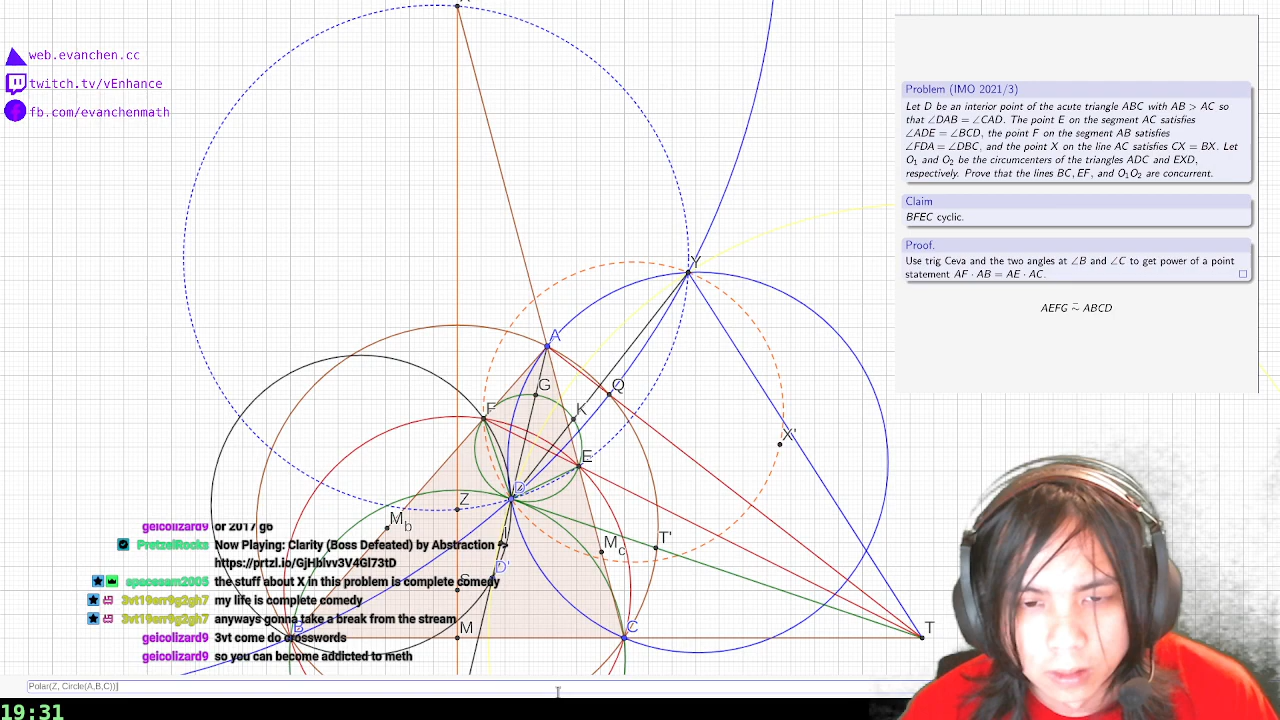 web.evanchen.cc
twitch.tv/vEnhance
fb.com/evanchenmath
Problem (IMO 2021/3)
Let D be an interior point of the acute triangle ABC with AB > AC so
that ∠DAB = ∠CAD. The point E on the segment AC satisfies
∠FDE = ∠BCD, the point F on the segment AB satisfies
∠FDA = ∠DBC, and the point X on the line AC satisfies CX = BX. Let
O₁ and O₂ be the circumcenters of the triangles ADC and EXD,
respectively. Prove that the lines BC, EF, and O₁O₂ are concurrent.
Claim
BFEC cyclic.
Proof.
Use trig Ceva and the two angles at ∠B and ∠C to get power of a point
statement AF · AB = AE · AC.
AEFG ~ ABCD
Y
A
G
Q
F
K
X'
E
D
Z
M_b
M_c
T'
D'
B
M
C
T
geicolizard9 or 2017 g6
PretzelRocks Now Playing: Clarity (Boss Defeated) by Abstraction ->
https://prtzl.io/GjHblvv3V4Gl73tD
spacesam2005 the stuff about X in this problem is complete comedy
3vt19err9g2gh7 my life is complete comedy
3vt19err9g2gh7 anyways gonna take a break from the stream
geicolizard9 3vt come do crosswords
geicolizard9 so you can become addicted to meth
Polar(Z, Circle(A,B,C))
19:31